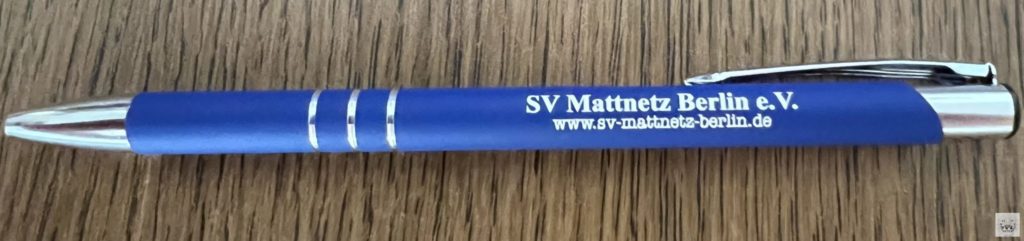 SV Mattnetz Berlin e.V.
www.sv-mattnetz-berlin.de